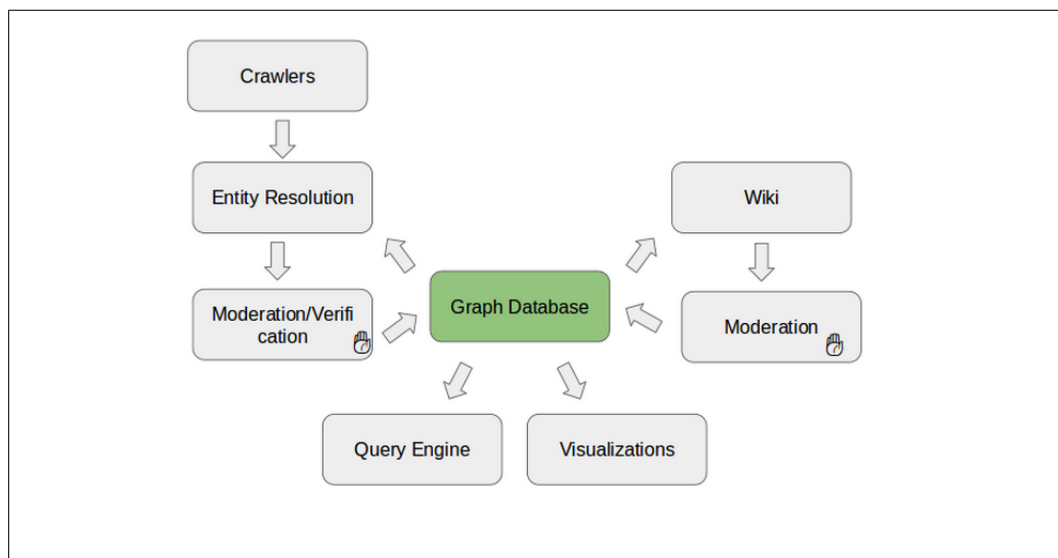 Crawlers
Entity Resolution
Wiki
Graph Database
Moderation/Verifi
cation
Moderation
Query Engine
Visualizations